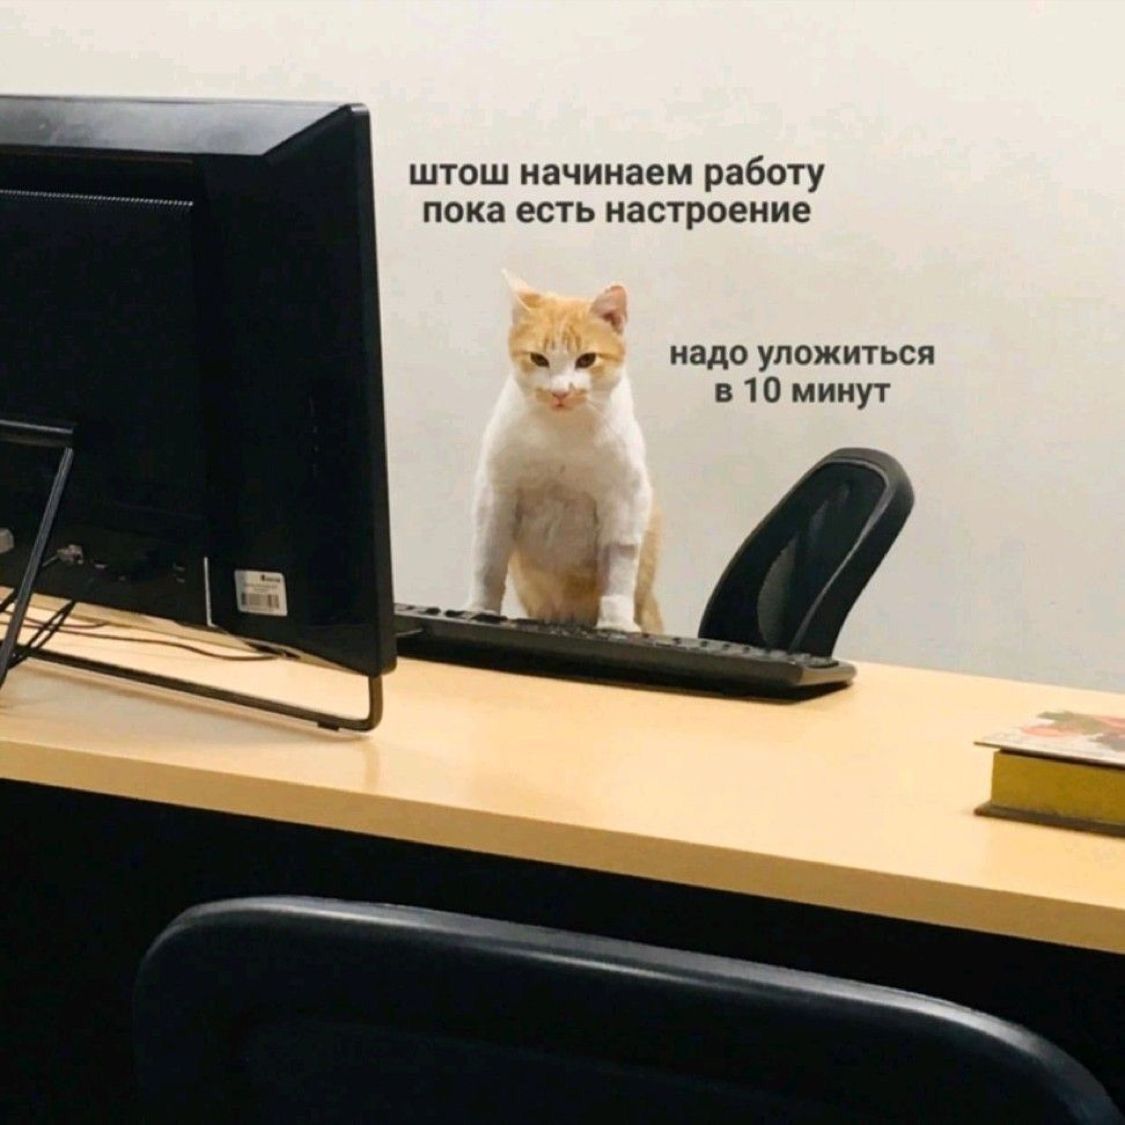 штош начинаем работу
пока есть настроение
надо уложиться
в 10 минут